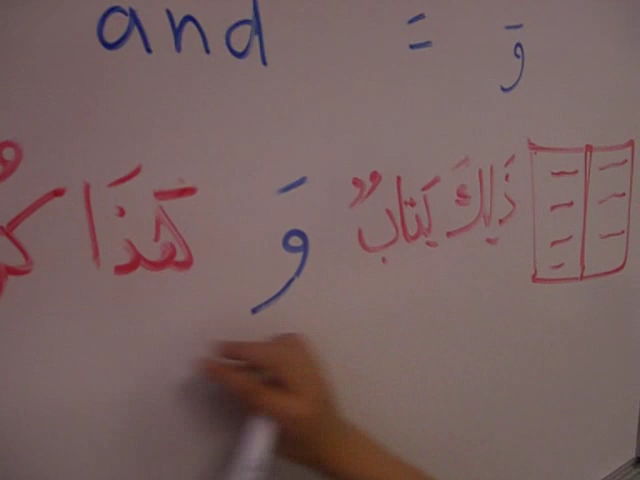 and = وَ
ذَلِكَ كِتَابٌ وَ هَذَا